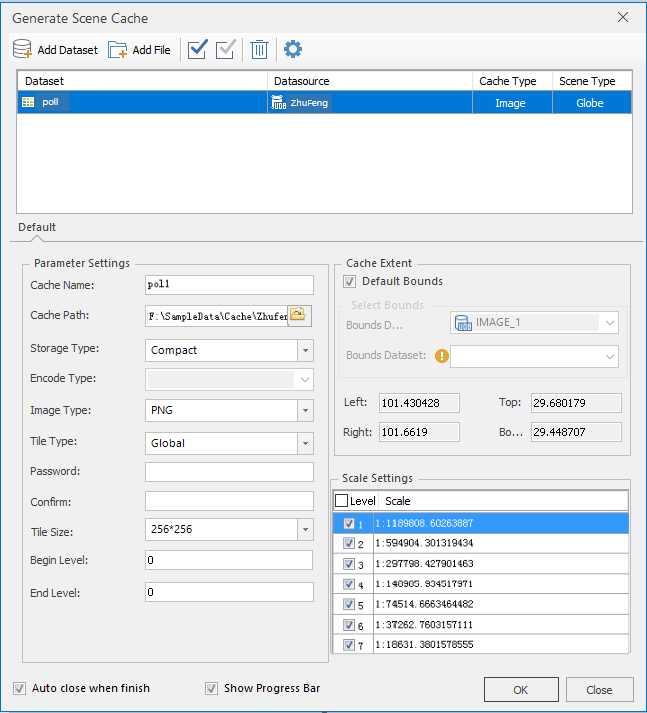 Generate Scene Cache
Add Dataset Add File
Dataset Datasource Cache Type Scene Type
poll ZhuFeng Image Globe
Default
Parameter Settings
Cache Name: poll
Cache Path: F:\SampleData\Cache\Zhufen
Storage Type: Compact
Encode Type:
Image Type: PNG
Tile Type: Global
Password:
Confirm:
Tile Size: 256*256
Begin Level: 0
End Level: 0
Cache Extent
Default Bounds
Select Bounds
Bounds D... IMAGE_1
Bounds Dataset:
Left: 101.430428 Top: 29.680179
Right: 101.6619 Bo... 29.448707
Scale Settings
Level Scale
1 1:1189808.60263887
2 1:594904.301319434
3 1:297798.427901463
4 1:140905.934517971
5 1:74514.6663464482
6 1:37262.7603157111
7 1:18631.3801578555
Auto close when finish Show Progress Bar OK Close